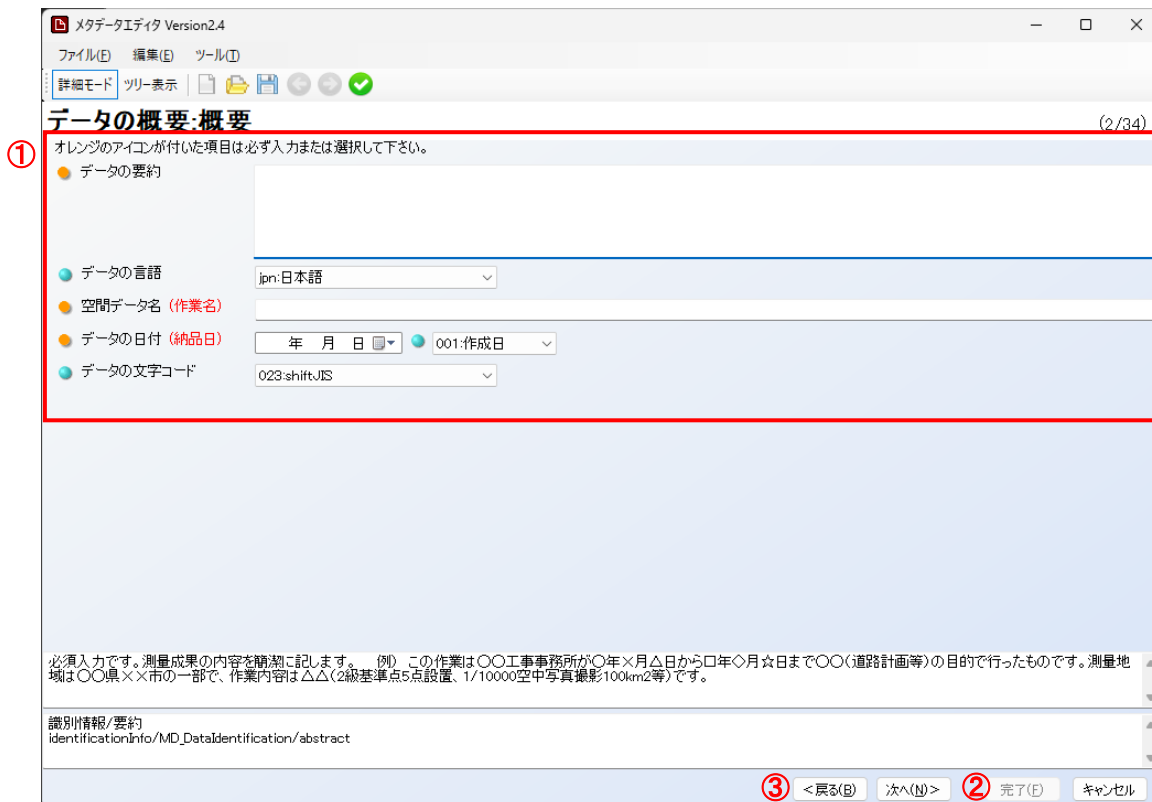 メタデータエディタ Version2.4
ファイル(F) 編集(E) ツール(T)
詳細モード ツリー表示
データの概要:概要 (2/34)
① オレンジのアイコンが付いた項目は必ず入力または選択して下さい。
データの要約
データの言語 jpn:日本語
空間データ名 (作業名)
データの日付 (納品日) 年 月 日 001:作成日
データの文字コード 023:shiftJIS
必須入力です。測量成果の内容を簡潔に記します。 例) この作業は〇〇工事事務所が〇年×月△日から□年◇月☆日まで〇〇(道路計画等)の目的で行ったものです。測量地
域は〇〇県××市の一部で、作業内容は△△(2級基準点5点設置、1/10000空中写真撮影100km2等)です。
識別情報/要約
identificationInfo/MD_DataIdentification/abstract
③ <戻る(B) 次へ(N)> ② 完了(F) キャンセル